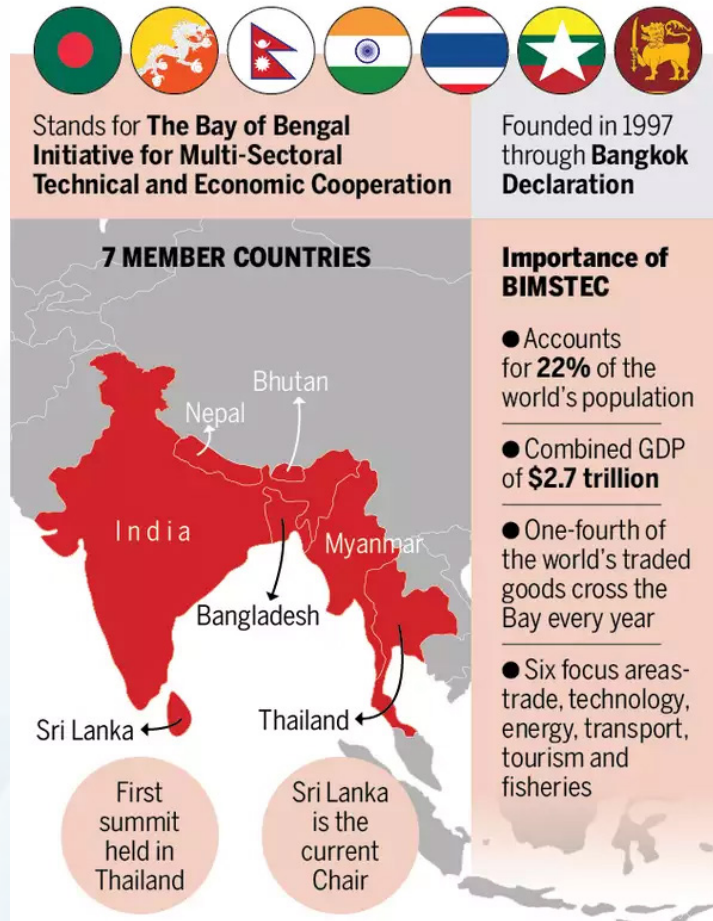 Stands for The Bay of Bengal
Initiative for Multi-Sectoral
Technical and Economic Cooperation
Founded in 1997
through Bangkok
Declaration
7 MEMBER COUNTRIES
Bhutan
Nepal
India
Myanmar
Bangladesh
Sri Lanka
Thailand
First
summit
held in
Thailand
Sri Lanka
is the
current
Chair
Importance of
BIMSTEC
● Accounts
for 22% of the
world's population
● Combined GDP
of $2.7 trillion
● One-fourth of
the world's traded
goods cross the
Bay every year
● Six focus areas-
trade, technology,
energy, transport,
tourism and
fisheries